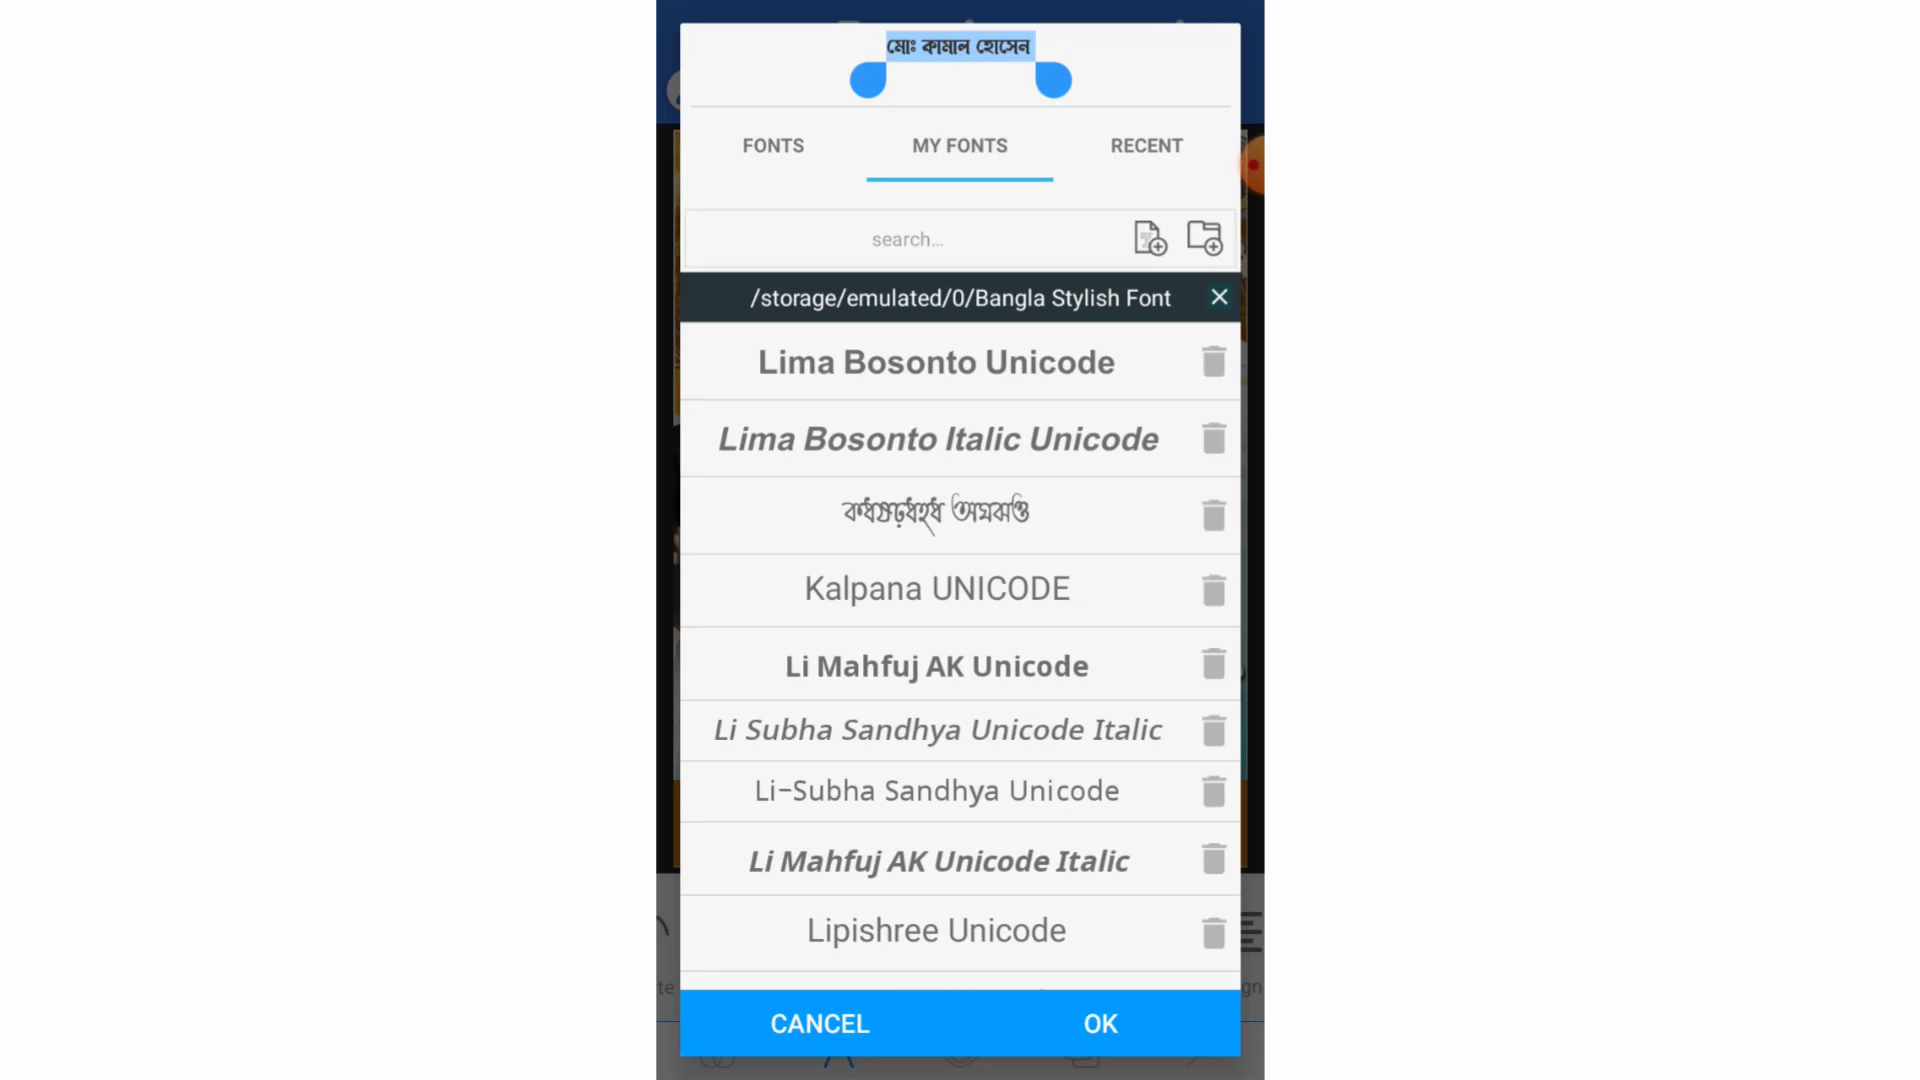 মোঃ কামাল হোসেন
FONTS MY FONTS RECENT
search...
/storage/emulated/0/Bangla Stylish Font
Lima Bosonto Unicode
Lima Bosonto Italic Unicode
Kalpana UNICODE
Li Mahfuj AK Unicode
Li Subha Sandhya Unicode Italic
Li-Subha Sandhya Unicode
Li Mahfuj AK Unicode Italic
Lipishree Unicode
CANCEL OK